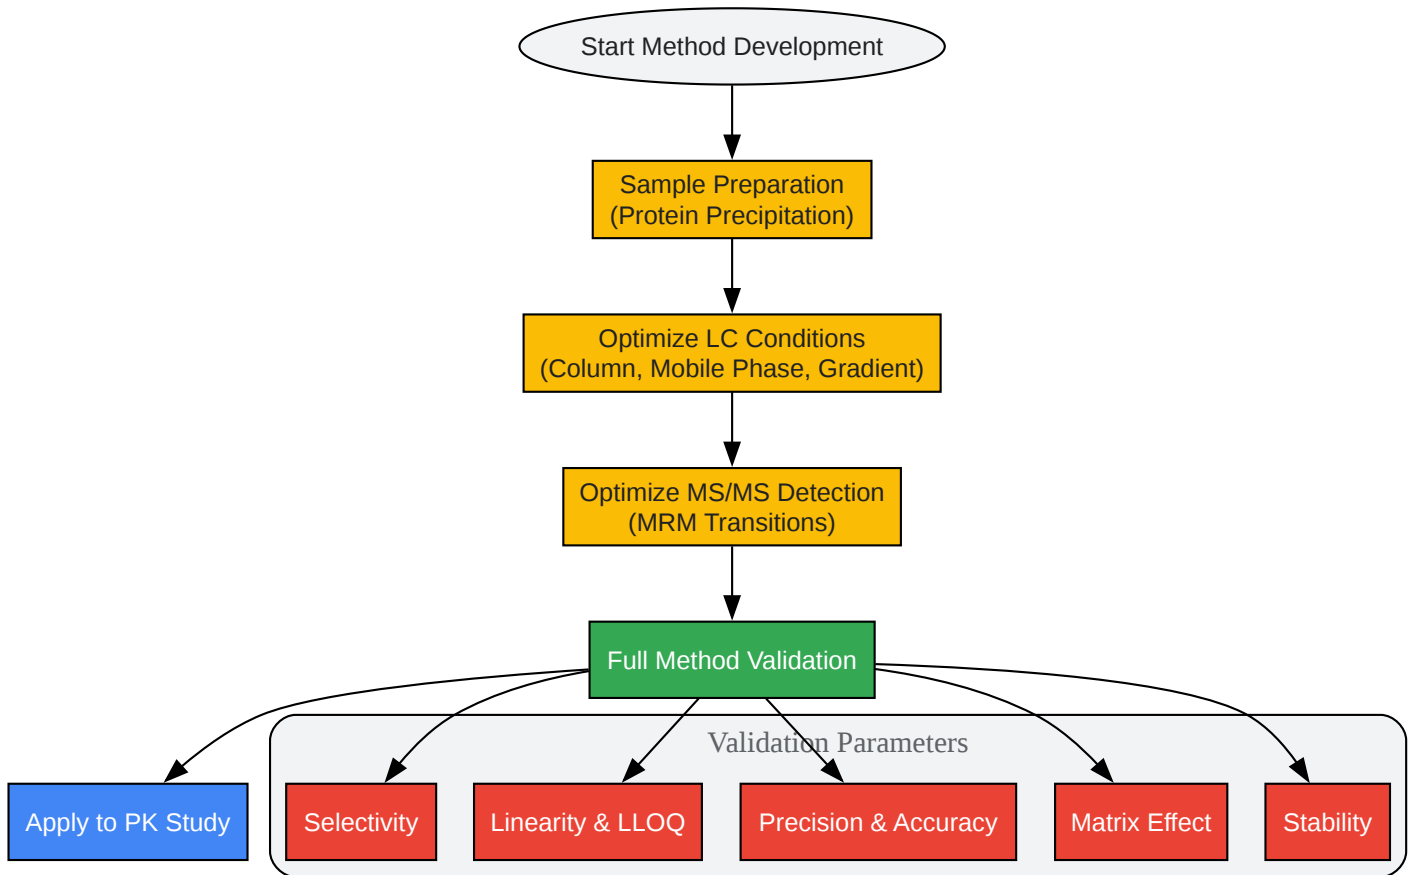 Start Method Development
Sample Preparation
(Protein Precipitation)
Optimize LC Conditions
(Column, Mobile Phase, Gradient)
Optimize MS/MS Detection
(MRM Transitions)
Full Method Validation
Validation Parameters
Apply to PK Study
Selectivity
Linearity & LLOQ
Precision & Accuracy
Matrix Effect
Stability